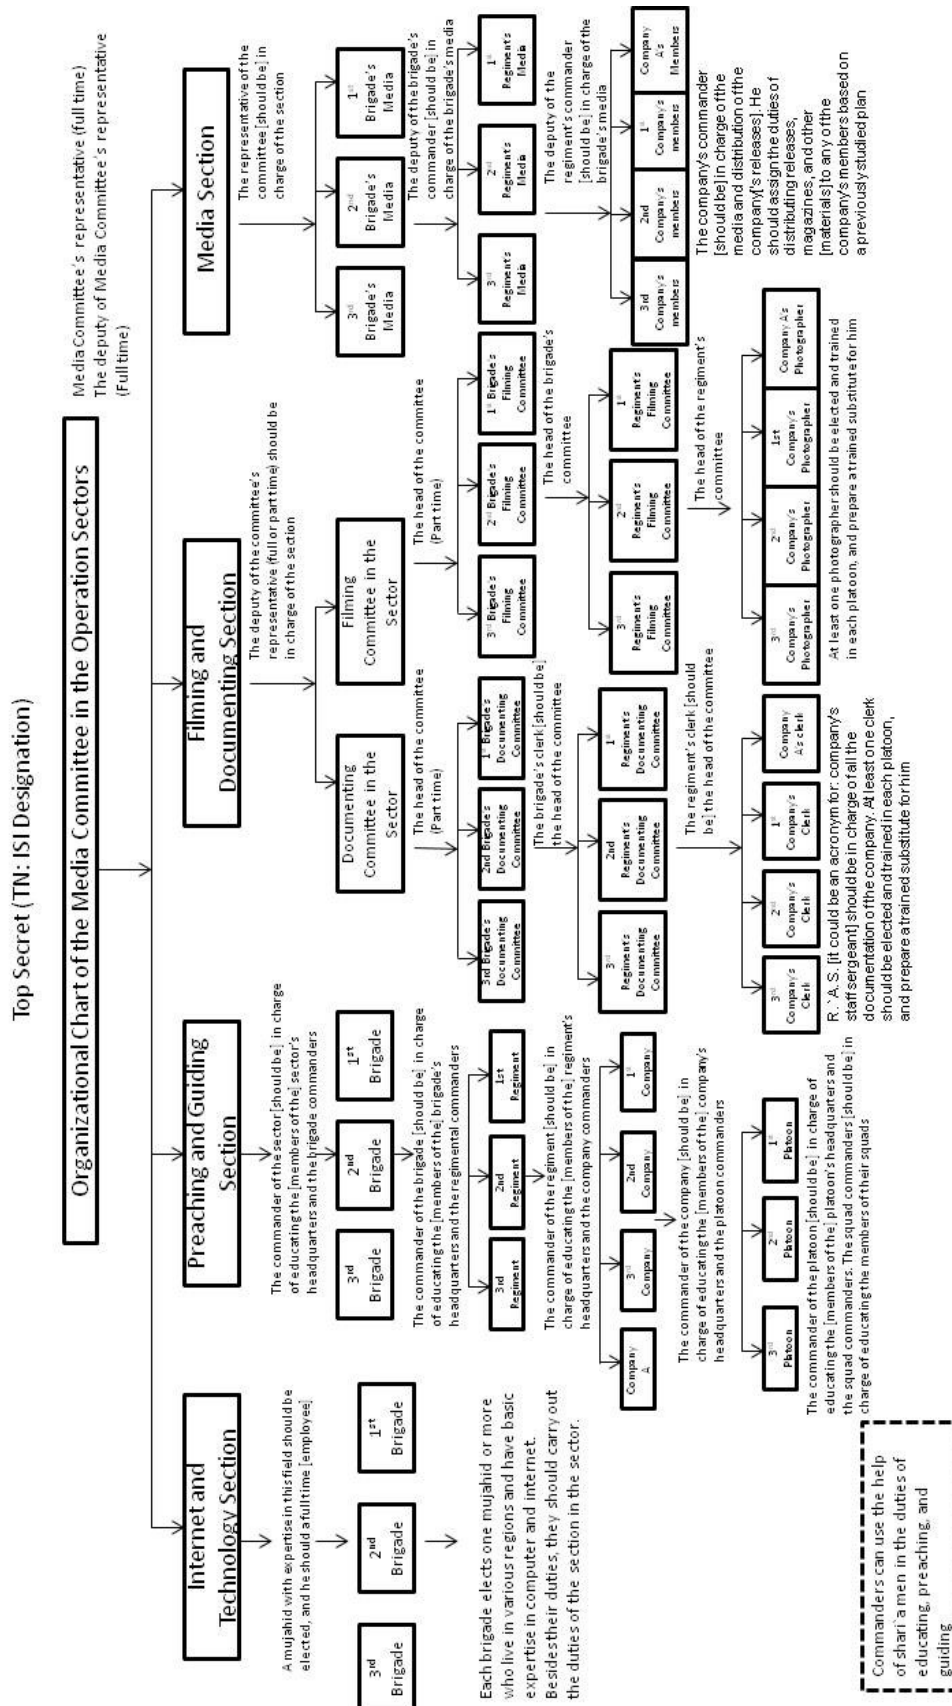 Top Secret (TN: ISI Designation)
Organizational Chart of the Media Committee in the Operation Sectors
Media Committee's representative (full time)
The deputy of Media Committee's representative
(Full time)
Internet and
Technology Section
A mujahid with expertise in this field should be
elected, and he should a full time [employee]
3rd
Brigade
2nd
Brigade
1st
Brigade
Each brigade elects one mujahid or more
who live in various regions and have basic
expertise in computer and internet.
Besides their duties, they should carry out
the duties of the section in the sector.
Commanders can use the help
of shari`a men in the duties of
educating, preaching, and
guiding
Preaching and Guiding
Section
The commander of the sector [should be] in charge
of educating the [members of the] sector's
headquarters and the brigade commanders
3rd
Brigade
2nd
Brigade
1st
Brigade
The commander of the brigade [should be] in charge
of educating the [members of the] brigade's
headquarters and the regimental commanders
3rd
Regiment
2nd
Regiment
1st
Regiment
The commander of the regiment [should be] in
charge of educating the [members of the] regiment's
headquarters and the company commanders
Company
A
3rd
Company
2nd
Company
1st
Company
The commander of the company [should be] in
charge of educating the [members of the] company's
headquarters and the platoon commanders
3rd
Platoon
2nd
Platoon
1st
Platoon
The commander of the platoon [should be] in charge of
educating the [members of the] platoon's headquarters and
the squad commanders. The squad commanders [should be] in
charge of educating the members of their squads
Filming and
Documenting Section
The deputy of the committee's
representative (full or part time) should be
in charge of the section
Documenting
Committee in the
Sector
The head of the committee
(Part time)
3rd Brigade's
Documenting
Committee
2nd Brigade's
Documenting
Committee
1st Brigade's
Documenting
Committee
The brigade's clerk [should be]
the head of the committee
3rd
Regiment's
Documenting
Committee
2nd
Regiment's
Documenting
Committee
1st
Regiment's
Documenting
Committee
The regiment's clerk [should
be] the head of the committee
3rd
Company's
Clerk
2nd
Company's
Clerk
1st
Company's
Clerk
Company
A's clerk
R.`A.S. [it could be an acronym for: company's
staff sergeant] should be in charge of all the
documentation of the company. At least one clerk
should be elected and trained in each platoon,
and prepare a trained substitute for him
Filming
Committee in the
Sector
The head of the committee
(Part time)
3rd Brigade's
Filming
Committee
2nd Brigade's
Filming
Committee
1st Brigade's
Filming
Committee
The head of the brigade's
committee
3rd
Regiment's
Filming
Committee
2nd
Regiment's
Filming
Committee
1st
Regiment's
Filming
Committee
The head of the regiment's
committee
3rd
Company's
Photographer
2nd
Company's
Photographer
1st
Company's
Photographer
Company A's
Photographer
At least one photographer should be elected and trained
in each platoon, and prepare a trained substitute for him
Media Section
The representative of the
committee [should be] in
charge of the section
3rd
Brigade's
Media
2nd
Brigade's
Media
1st
Brigade's
Media
The deputy of the brigade's
commander [should be] in
charge of the brigade's media
3rd
Regiment's
Media
2nd
Regiment's
Media
1st
Regiment's
Media
The deputy of the
regiment's commander
[should be] in charge of the
brigade's media
3rd
Company's
members
2nd
Company's
members
1st
Company's
members
Company
A's
Members
The company's commander
[should be] in charge of the
media and distribution of the
company['s releases]. He
should assign the duties of
distributing releases,
magazines, and other
[materials] to any of the
company's members based on
a previously studied plan